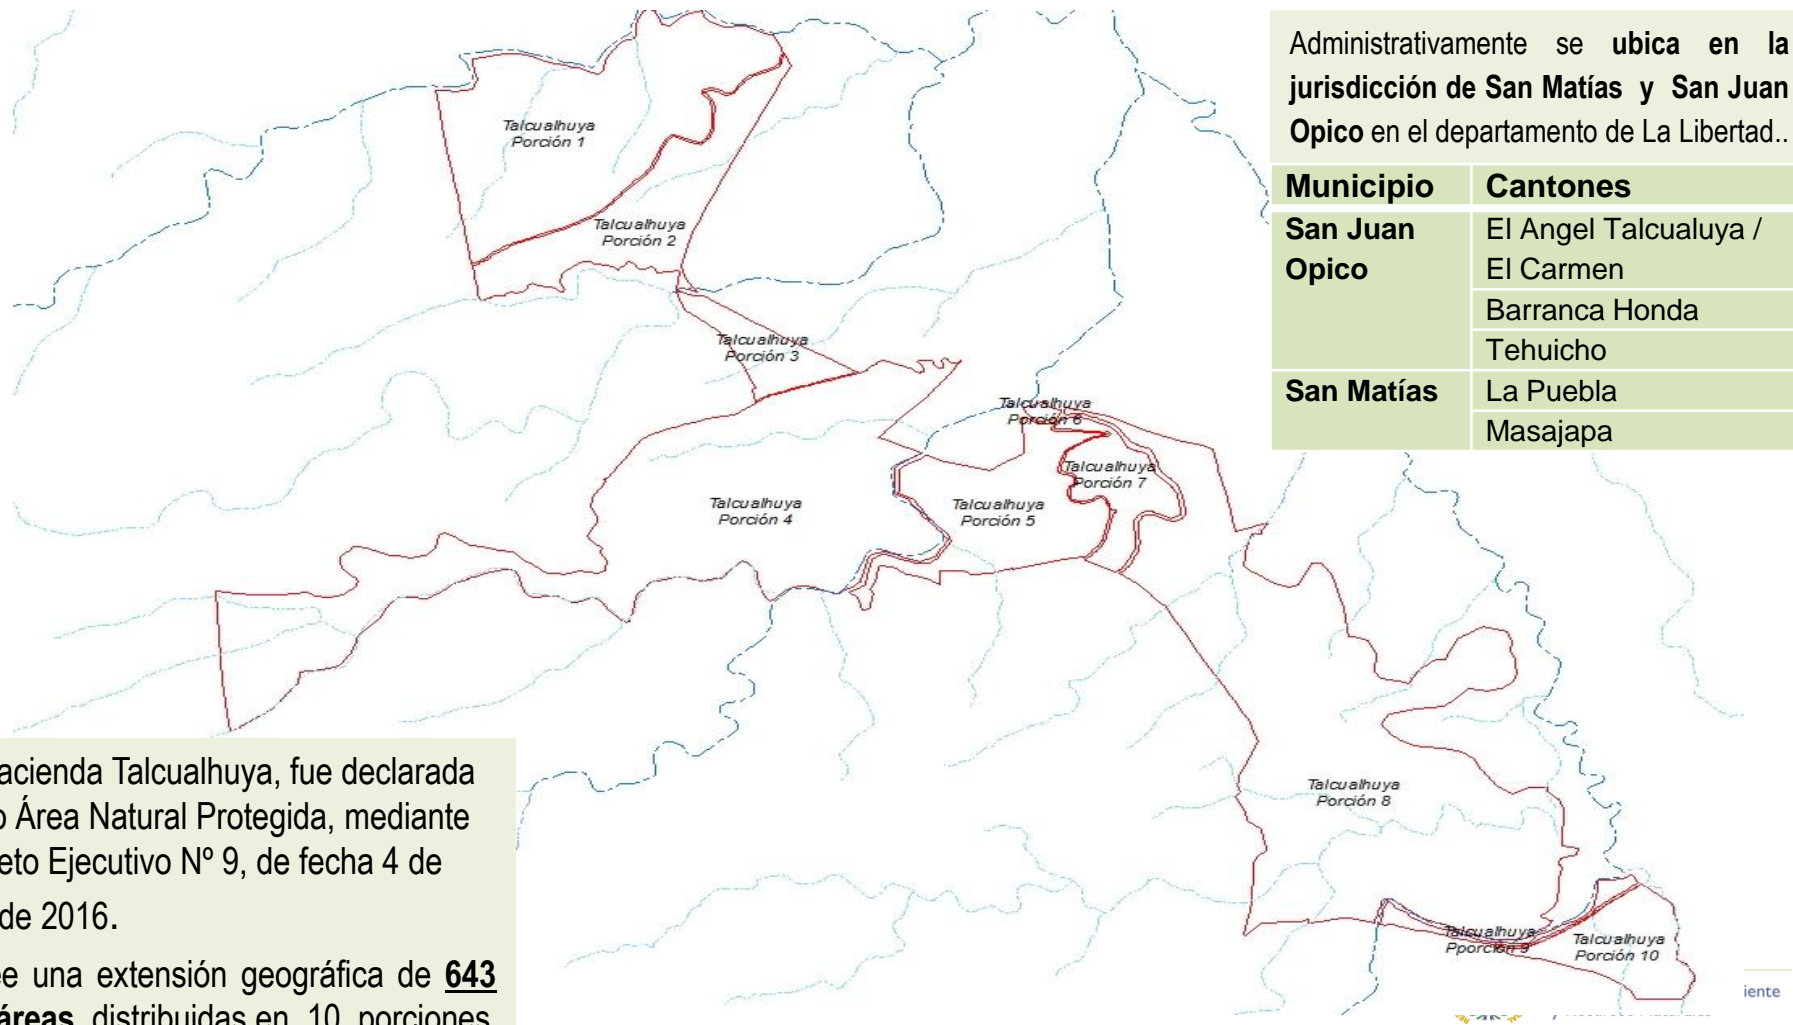 Administrativamente se ubica en la
jurisdicción de San Matías y San Juan
Opico en el departamento de La Libertad..
Municipio Cantones
San Juan Opico El Angel Talcualuya / El Carmen
Barranca Honda
Tehuicho
San Matías La Puebla
Masajapa
Talcualhuya
Porción 1
Talcualhuya
Porción 2
Talcualhuya
Porción 3
Talcualhuya
Porción 6
Talcualhuya
Porción 7
Talcualhuya
Porción 4
Talcualhuya
Porción 5
Talcualhuya
Porción 8
Talcualhuya
Pporción 9
Talcualhuya
Porción 10
acienda Talcualhuya, fue declarada
o Área Natural Protegida, mediante
eto Ejecutivo Nº 9, de fecha 4 de
de 2016.
ee una extensión geográfica de 643
áreas distribuidas en 10 porciones
iente